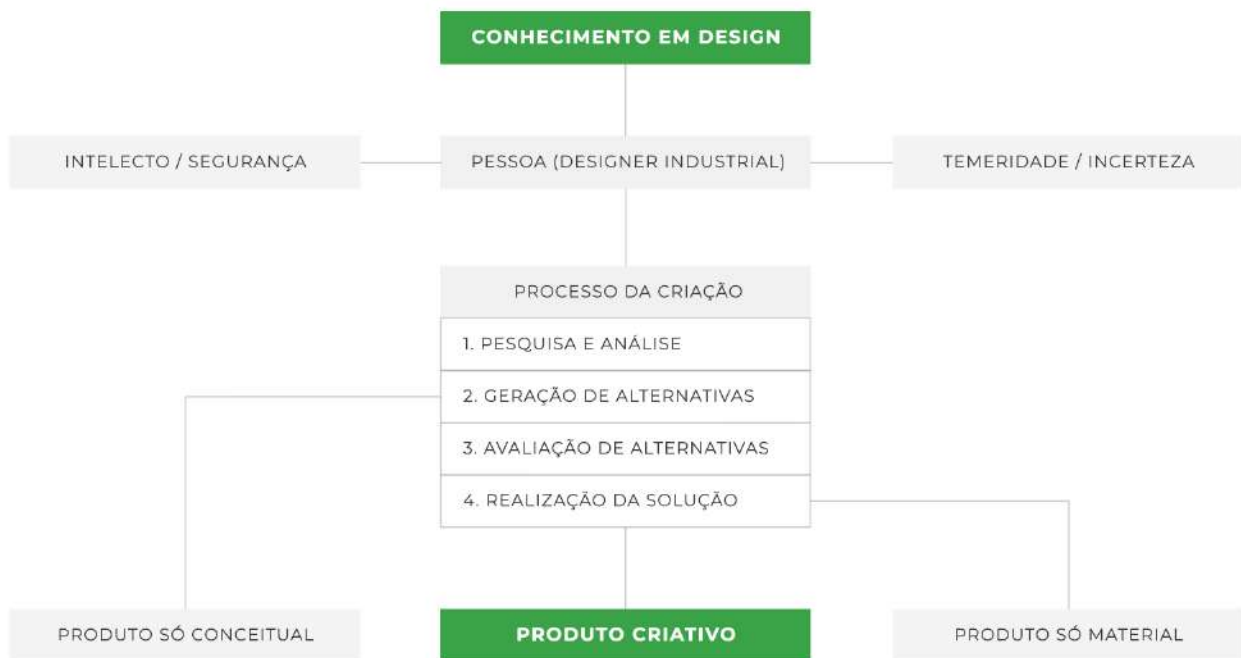 CONHECIMENTO EM DESIGN
INTELECTO / SEGURANÇA
PESSOA (DESIGNER INDUSTRIAL)
TEMERIDADE / INCERTEZA
PROCESSO DA CRIAÇÃO
1. PESQUISA E ANÁLISE
2. GERAÇÃO DE ALTERNATIVAS
3. AVALIAÇÃO DE ALTERNATIVAS
4. REALIZAÇÃO DA SOLUÇÃO
PRODUTO SÓ CONCEITUAL
PRODUTO CRIATIVO
PRODUTO SÓ MATERIAL